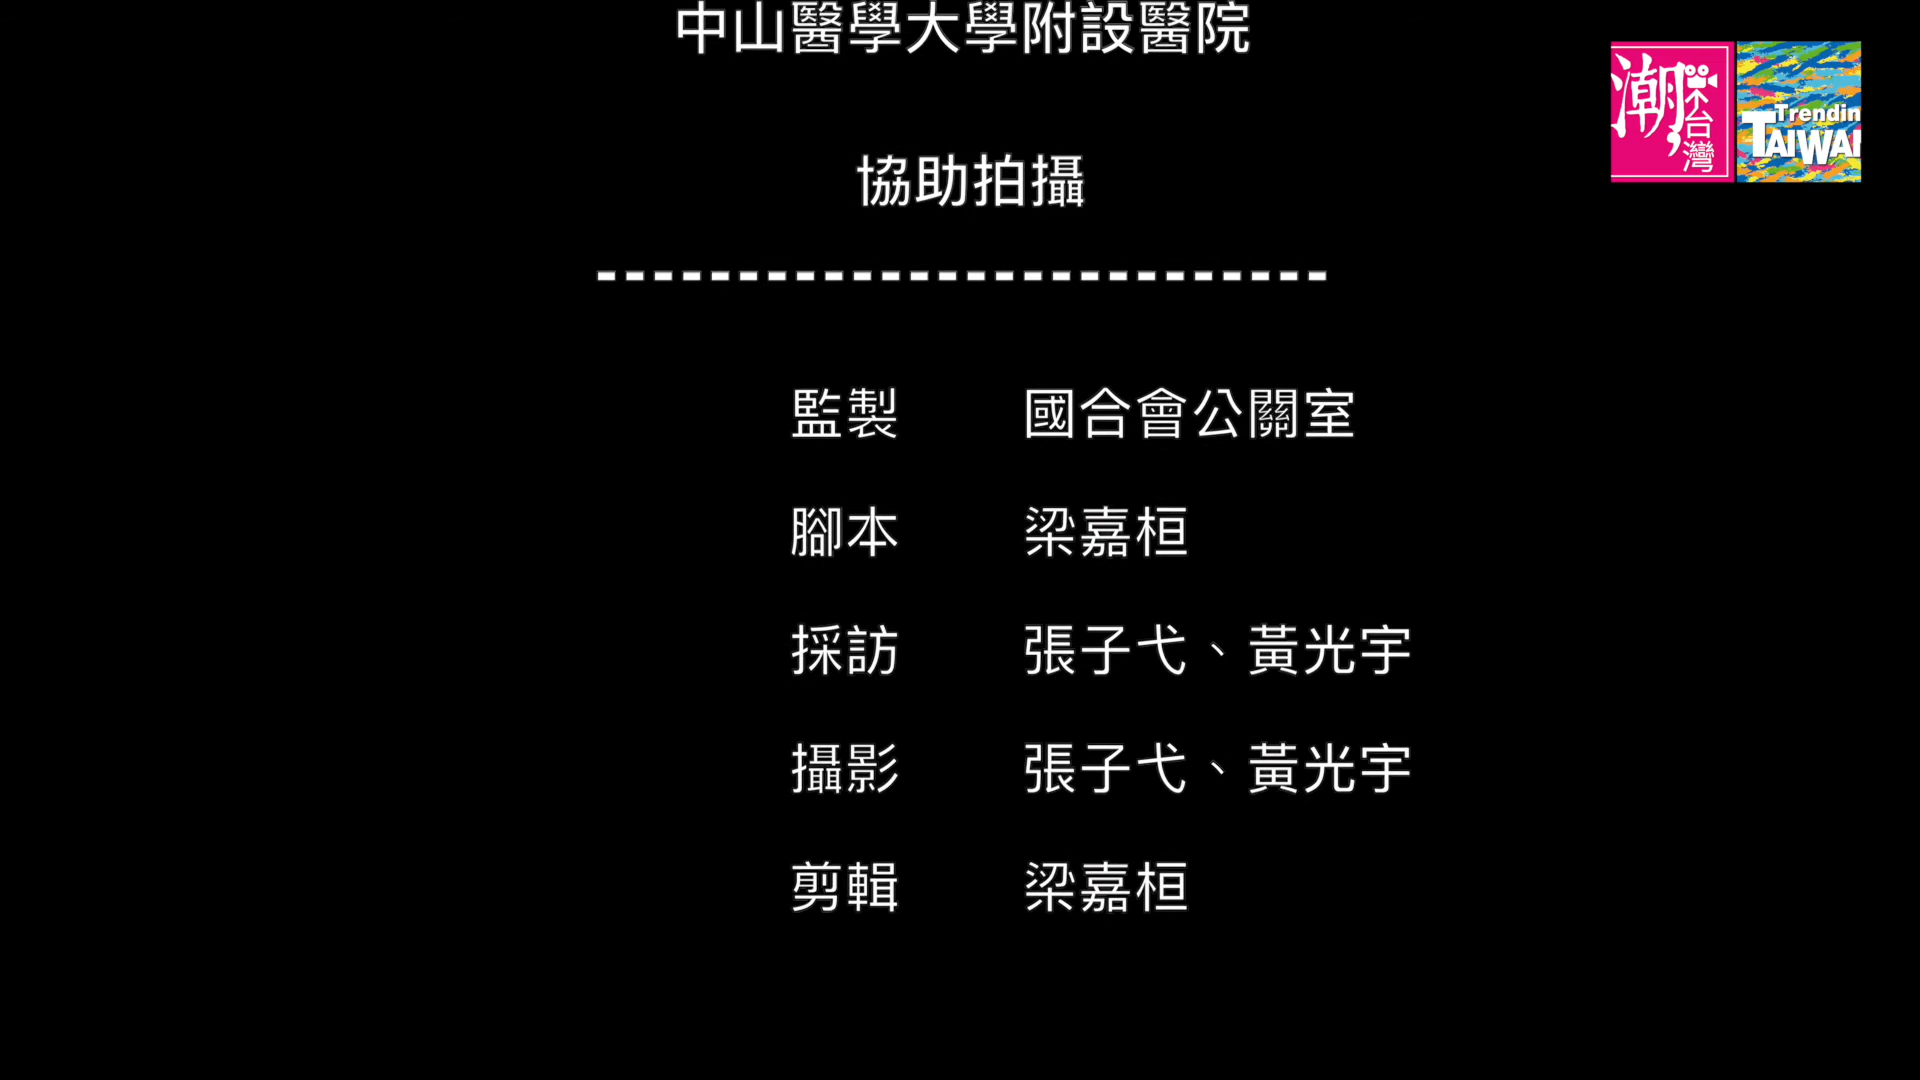 中山醫學大學附設醫院
潮台灣
Trendin
TAIWAN
協助拍攝
監製 國合會公關室
腳本 梁嘉桓
採訪 張子弋、黃光宇
攝影 張子弋、黃光宇
剪輯 梁嘉桓